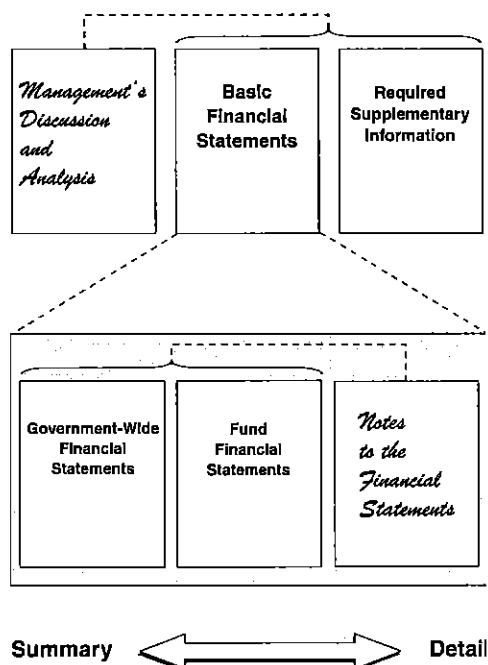 Management's
Discussion
and
Analysis
Basic
Financial
Statements
Required
Supplementary
Information
Government-Wide
Financial
Statements
Fund
Financial
Statements
Notes
to the
Financial
Statements
Summary
Detail